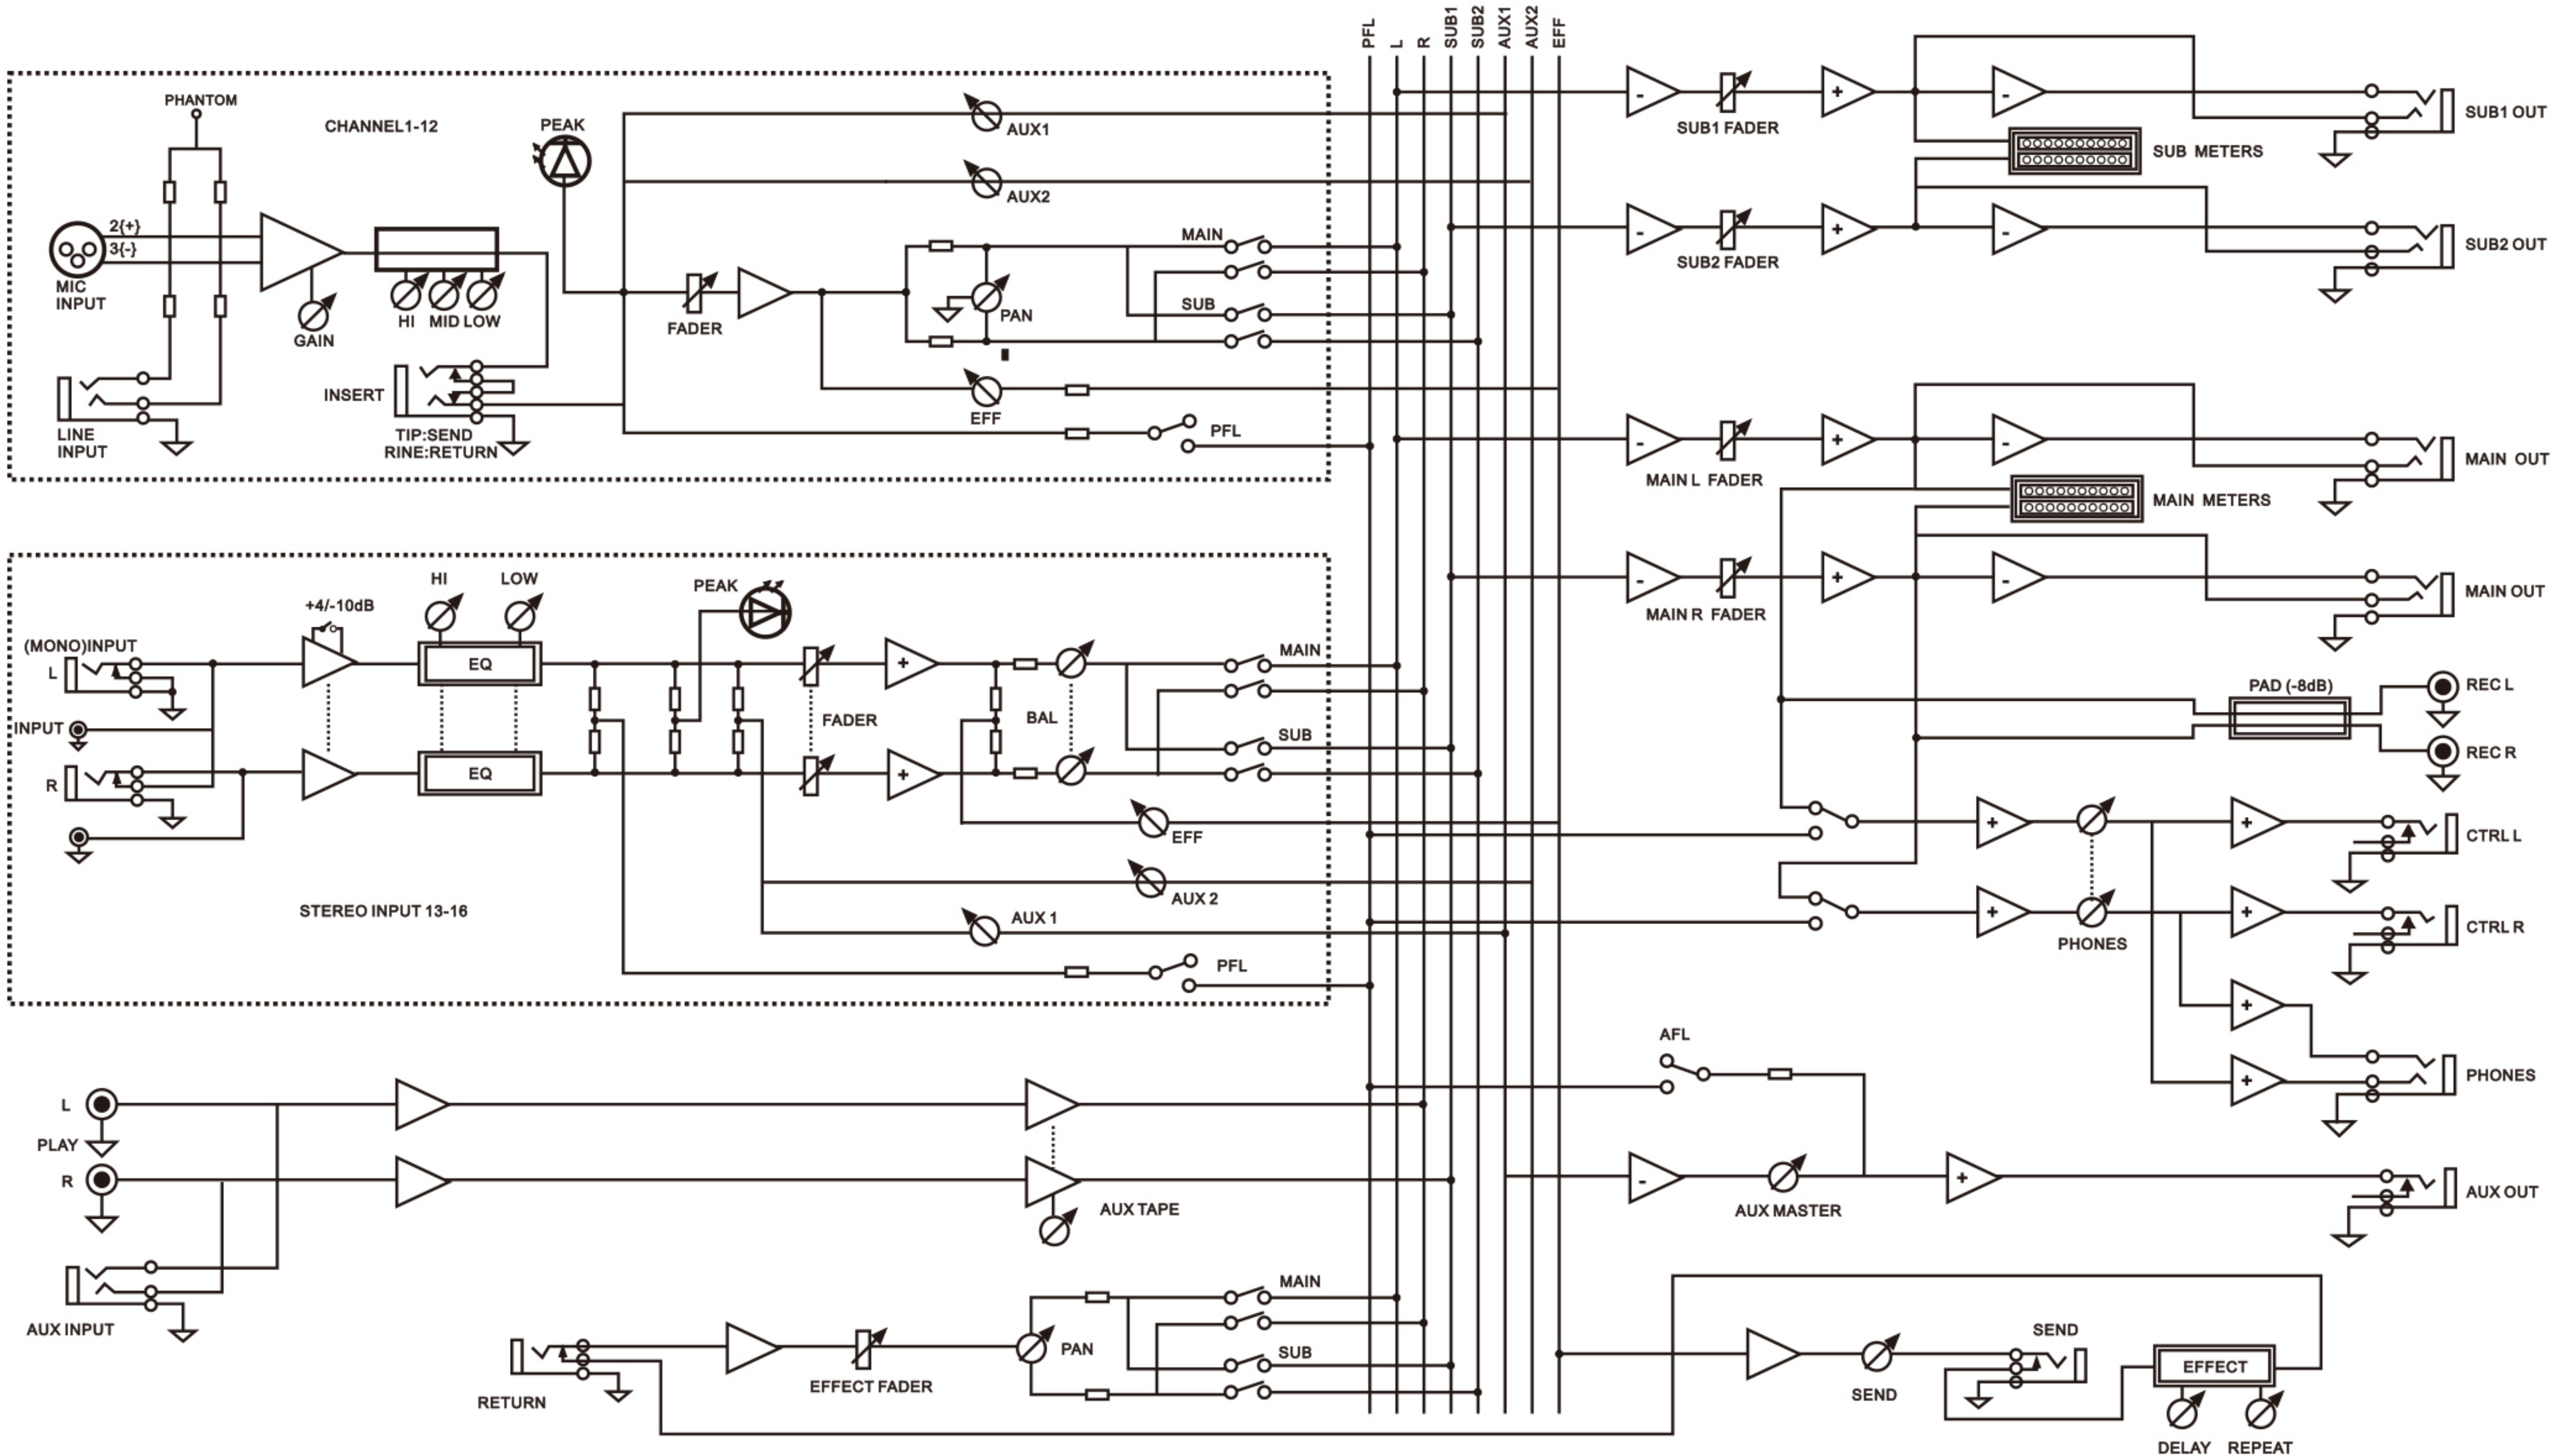 PFL
L
R
SUB1
SUB2
AUX1
AUX2
EFF
PHANTOM
CHANNEL1-12
PEAK
AUX1
AUX2
2{+}
3{-}
MIC
INPUT
GAIN
HI
MID
LOW
FADER
MAIN
SUB
PAN
EFF
PFL
INSERT
TIP:SEND
RINE:RETURN
LINE
INPUT
-
SUB1 FADER
+
-
SUB1 OUT
SUB METERS
-
SUB2 FADER
+
-
SUB2 OUT
-
MAIN L FADER
+
-
MAIN OUT
MAIN METERS
-
MAIN R FADER
+
-
MAIN OUT
HI
LOW
PEAK
+4/-10dB
(MONO)INPUT
L
EQ
+
MAIN
INPUT
FADER
BAL
SUB
R
EQ
+
EFF
AUX 2
STEREO INPUT 13-16
AUX 1
PFL
PAD (-8dB)
REC L
REC R
+
+
CTRL L
+
+
CTRL R
PHONES
+
+
PHONES
AFL
-
AUX MASTER
+
AUX OUT
L
PLAY
R
AUX TAPE
AUX INPUT
RETURN
EFFECT FADER
PAN
MAIN
SUB
SEND
SEND
EFFECT
DELAY
REPEAT